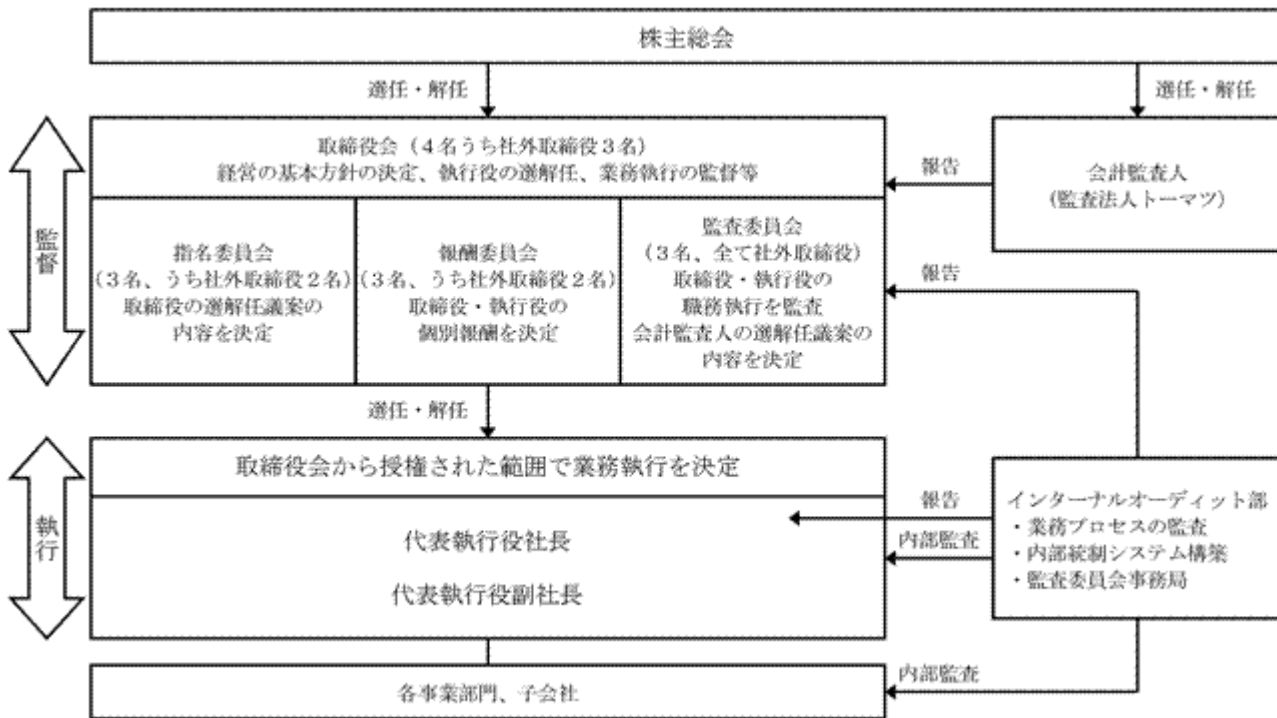 株主総会
選任・解任
選任・解任
監督
取締役会（４名うち社外取締役３名）
経営の基本方針の決定、執行役の選解任、業務執行の監督等
報告
会計監査人
(監査法人トーマツ)
指名委員会
(３名、うち社外取締役２名)
取締役の選解任議案の
内容を決定
報酬委員会
(３名、うち社外取締役２名)
取締役・執行役の
個別報酬を決定
監査委員会
(３名、全て社外取締役)
取締役・執行役の
職務執行を監査
会計監査人の選解任議案の
内容を決定
報告
選任・解任
執行
取締役会から授権された範囲で業務執行を決定
代表執行役社長
代表執行役副社長
報告
内部監査
インターナルオーディット部
・業務プロセスの監査
・内部統制システム構築
・監査委員会事務局
各事業部門、子会社
内部監査